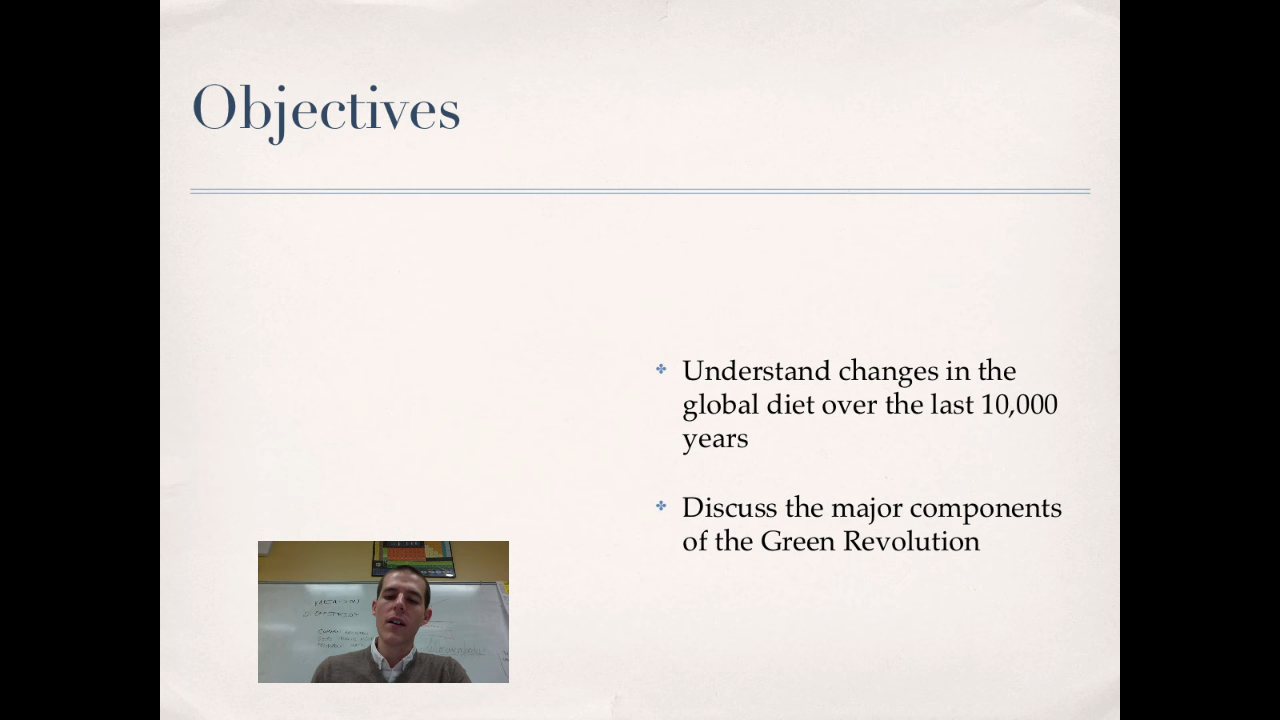 Objectives
Understand changes in the
global diet over the last 10,000
years
Discuss the major components
of the Green Revolution